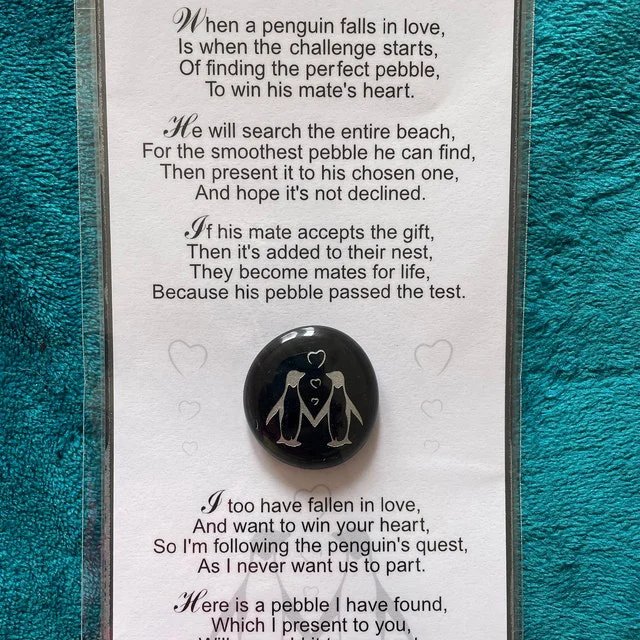 When a penguin falls in love,
Is when the challenge starts,
Of finding the perfect pebble,
To win his mate's heart.
He will search the entire beach,
For the smoothest pebble he can find,
Then present it to his chosen one,
And hope it's not declined.
If his mate accepts the gift,
Then it's added to their nest,
They become mates for life,
Because his pebble passed the test.
I too have fallen in love,
And want to win your heart,
So I'm following the penguin's quest,
As I never want us to part.
Here is a pebble I have found,
Which I present to you,